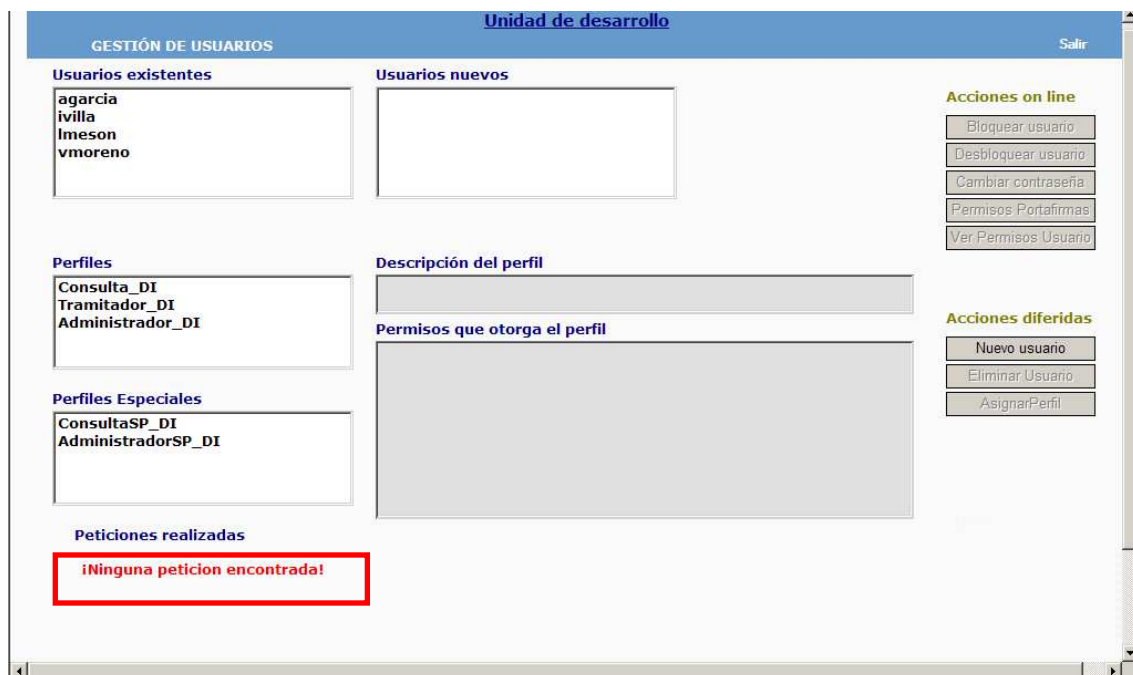 Unidad de desarrollo
GESTIÓN DE USUARIOS
Salir
Usuarios existentes
agarcia
ivilla
lmeson
vmoreno
Usuarios nuevos
Acciones on line
Bloquear usuario
Desbloquear usuario
Cambiar contraseña
Permisos Portafirmas
Ver Permisos Usuario
Perfiles
Consulta_DI
Tramitador_DI
Administrador_DI
Descripción del perfil
Permisos que otorga el perfil
Acciones diferidas
Nuevo usuario
Eliminar Usuario
AsignarPerfil
Perfiles Especiales
ConsultaSP_DI
AdministradorSP_DI
Peticiones realizadas
¡Ninguna peticion encontrada!